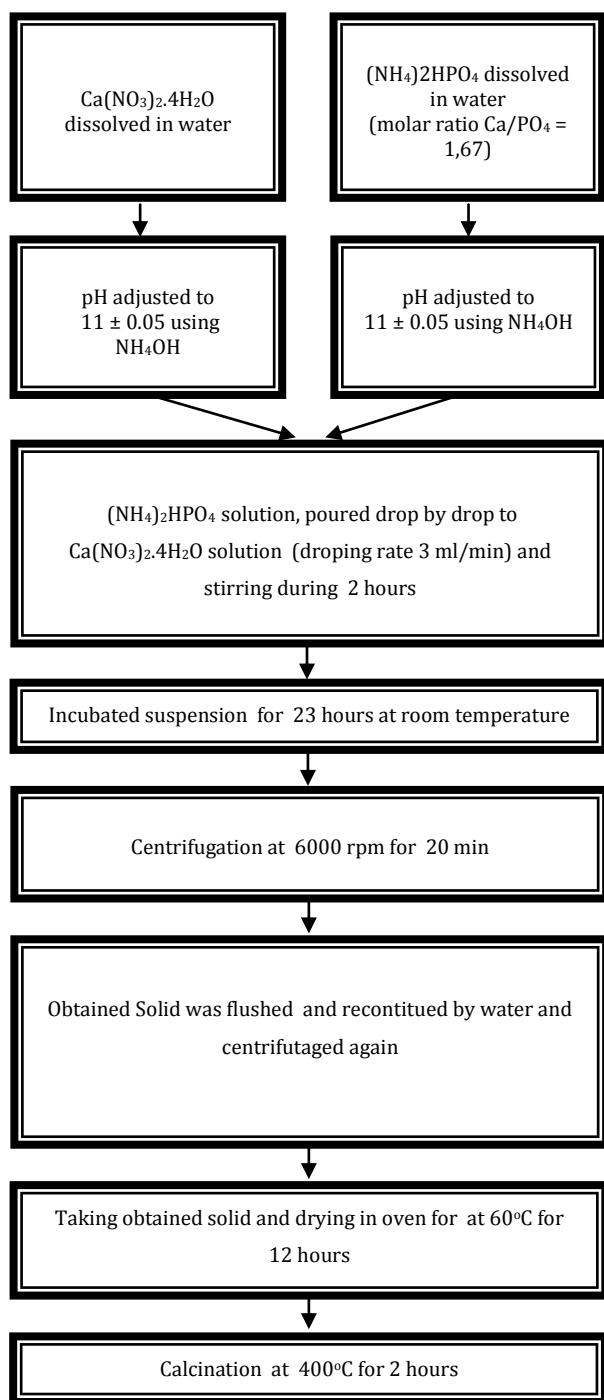 Ca(NO₃)₂.4H₂O
dissolved in water
(NH₄)2HPO₄ dissolved
in water
(molar ratio Ca/PO₄ =
1,67)
pH adjusted to
11 ± 0.05 using
NH₄OH
pH adjusted to
11 ± 0.05 using NH₄OH
(NH₄)₂HPO₄ solution, poured drop by drop to
Ca(NO₃)₂.4H₂O solution (droping rate 3 ml/min) and
stirring during 2 hours
Incubated suspension for 23 hours at room temperature
Centrifugation at 6000 rpm for 20 min
Obtained Solid was flushed and recontitued by water and
centrifutaged again
Taking obtained solid and drying in oven for at 60°C for
12 hours
Calcination at 400°C for 2 hours